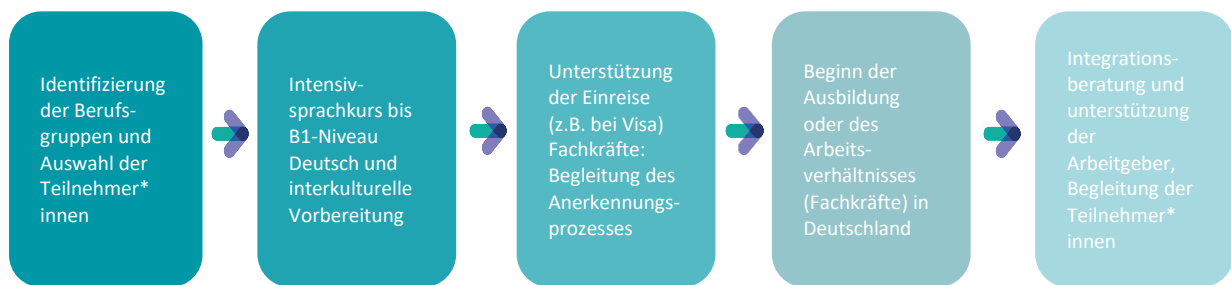 Identifizierung
der Berufs-
gruppen und
Auswahl der
Teilnehmer*
innen
Intensiv-
sprachkurs bis
B1-Niveau
Deutsch und
interkulturelle
Vorbereitung
Unterstützung
der Einreise
(z.B. bei Visa)
Fachkräfte:
Begleitung des
Anerkennungs-
prozesses
Beginn der
Ausbildung
oder des
Arbeits-
verhältnisses
(Fachkräfte) in
Deutschland
Integrations-
beratung und
unterstützung
der
Arbeitgeber,
Begleitung der
Teilnehmer*
innen